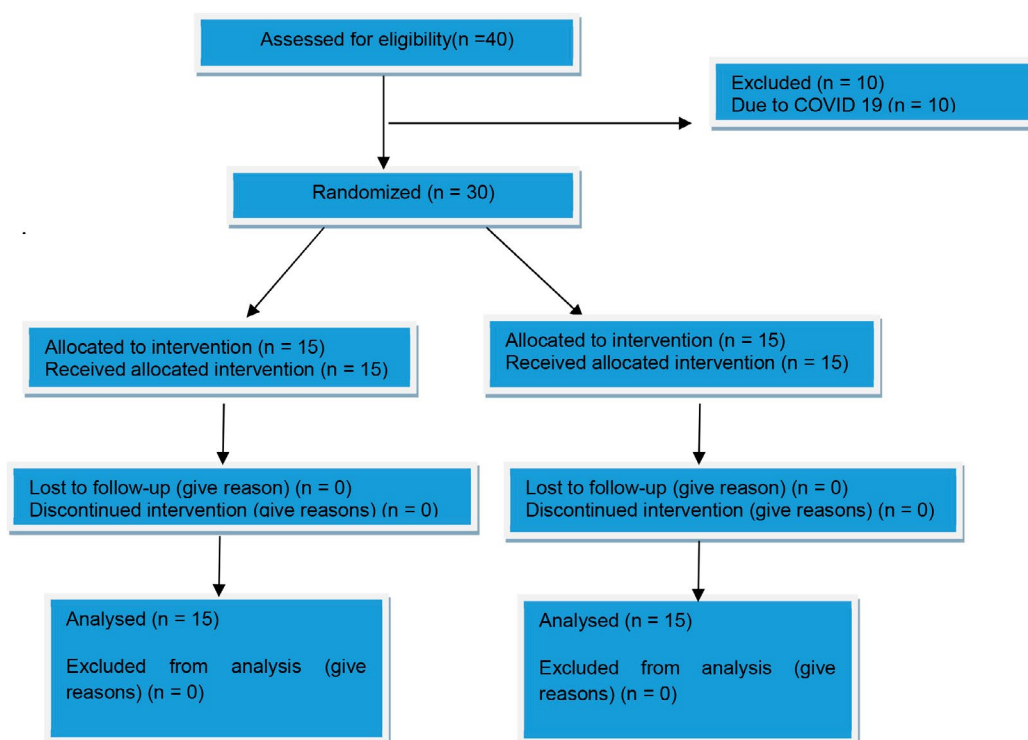 Assessed for eligibility(n =40)
Excluded (n = 10)
Due to COVID 19 (n = 10)
Randomized (n = 30)
Allocated to intervention (n = 15)
Received allocated intervention (n = 15)
Allocated to intervention (n = 15)
Received allocated intervention (n = 15)
Lost to follow-up (give reason) (n = 0)
Discontinued intervention (give reasons) (n = 0)
Lost to follow-up (give reason) (n = 0)
Discontinued intervention (give reasons) (n = 0)
Analysed (n = 15)
Excluded from analysis (give
reasons) (n = 0)
Analysed (n = 15)
Excluded from analysis (give
reasons) (n = 0)